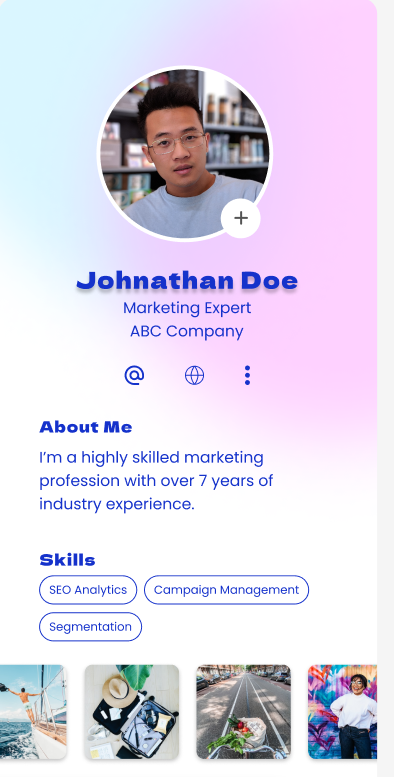 Johnathan Doe
Marketing Expert
ABC Company
About Me
I’m a highly skilled marketing
profession with over 7 years of
industry experience.
Skills
SEO Analytics Campaign Management
Segmentation